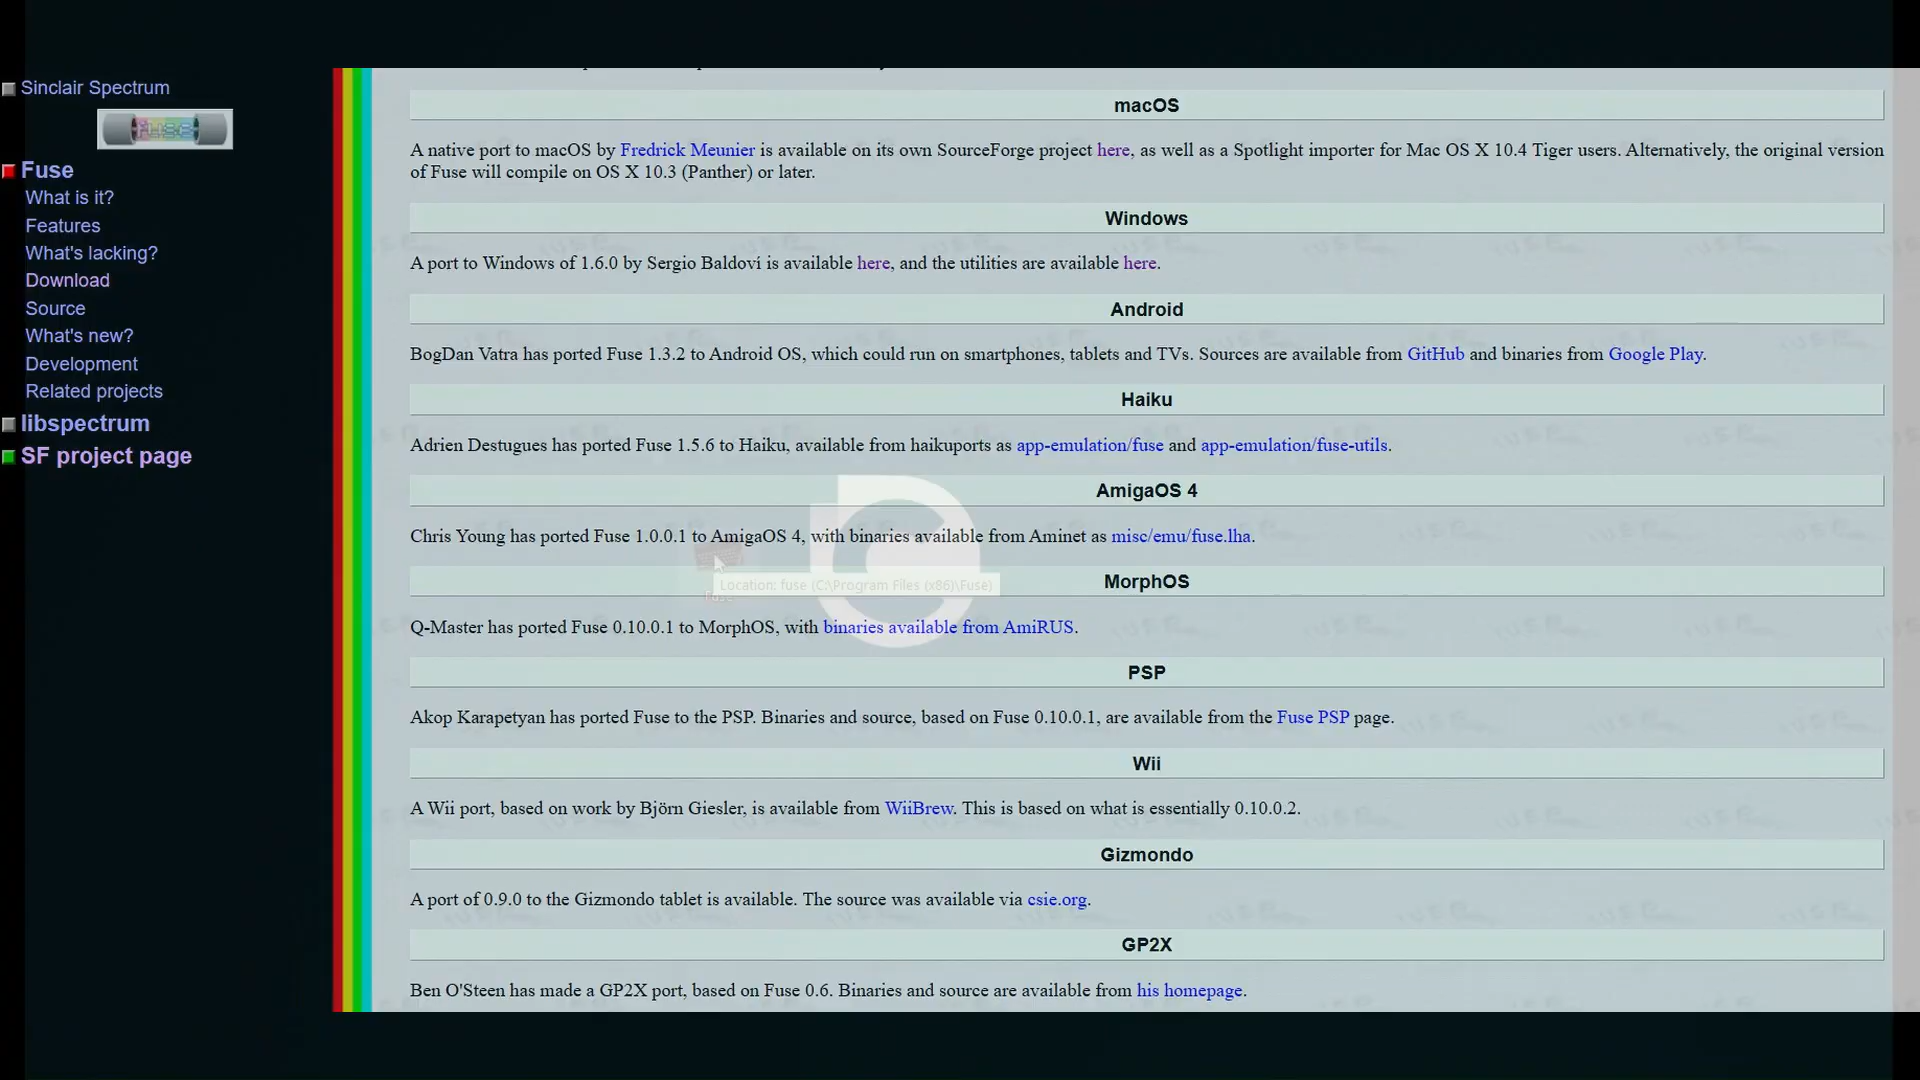 Sinclair Spectrum
FUSE
Fuse
What is it?
Features
What's lacking?
Download
Source
What's new?
Development
Related projects
libspectrum
SF project page
macOS
A native port to macOS by Fredrick Meunier is available on its own SourceForge project here, as well as a Spotlight importer for Mac OS X 10.4 Tiger users. Alternatively, the original version
of Fuse will compile on OS X 10.3 (Panther) or later.
Windows
A port to Windows of 1.6.0 by Sergio Baldoví is available here, and the utilities are available here.
Android
BogDan Vatra has ported Fuse 1.3.2 to Android OS, which could run on smartphones, tablets and TVs. Sources are available from GitHub and binaries from Google Play.
Haiku
Adrien Destugues has ported Fuse 1.5.6 to Haiku, available from haikuports as app-emulation/fuse and app-emulation/fuse-utils.
AmigaOS 4
Chris Young has ported Fuse 1.0.0.1 to AmigaOS 4, with binaries available from Aminet as misc/emu/fuse.lha.
MorphOS
Location: fuse (C:\Program Files (x86)\Fuse)
Fuse
Q-Master has ported Fuse 0.10.0.1 to MorphOS, with binaries available from AmiRUS.
PSP
Akop Karapetyan has ported Fuse to the PSP. Binaries and source, based on Fuse 0.10.0.1, are available from the Fuse PSP page.
Wii
A Wii port, based on work by Björn Giesler, is available from WiiBrew. This is based on what is essentially 0.10.0.2.
Gizmondo
A port of 0.9.0 to the Gizmondo tablet is available. The source was available via csie.org.
GP2X
Ben O'Steen has made a GP2X port, based on Fuse 0.6. Binaries and source are available from his homepage.